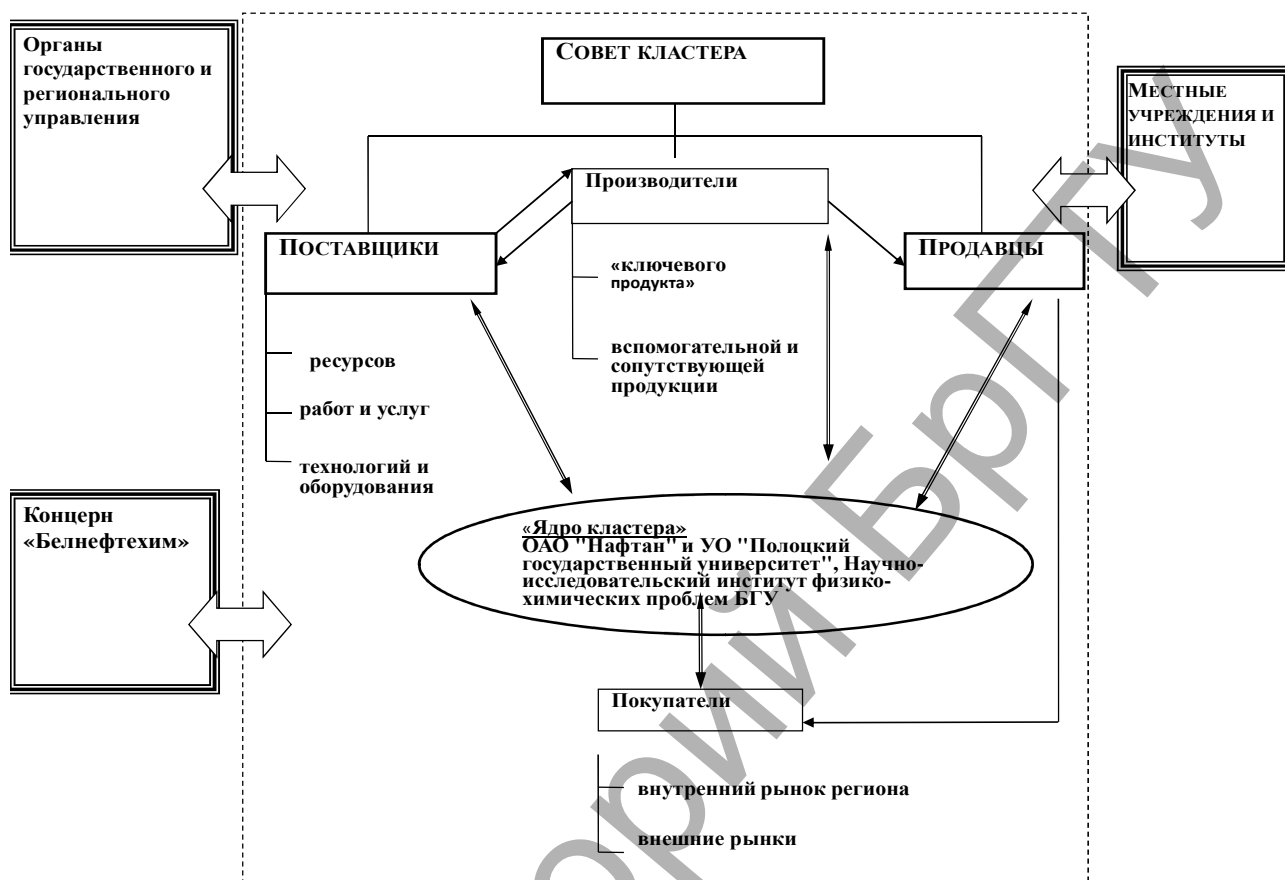 Органы
государственного и
регионального
управления
СОВЕТ КЛАСТЕРА
МЕСТНЫЕ
УЧРЕЖДЕНИЯ И
ИНСТИТУТЫ
Производители
ПОСТАВЩИКИ
ПРОДАВЦЫ
«ключевого
продукта»
вспомогательной и
сопутствующей
продукции
ресурсов
работ и услуг
технологий и
оборудования
Концерн
«Белнефтехим»
«Ядро кластера»
ОАО "Нафтан" и УО "Полоцкий
государственный университет", Научно-
исследовательский институт физико-
химических проблем БГУ
Покупатели
внутренний рынок региона
внешние рынки
орий БрГТУ